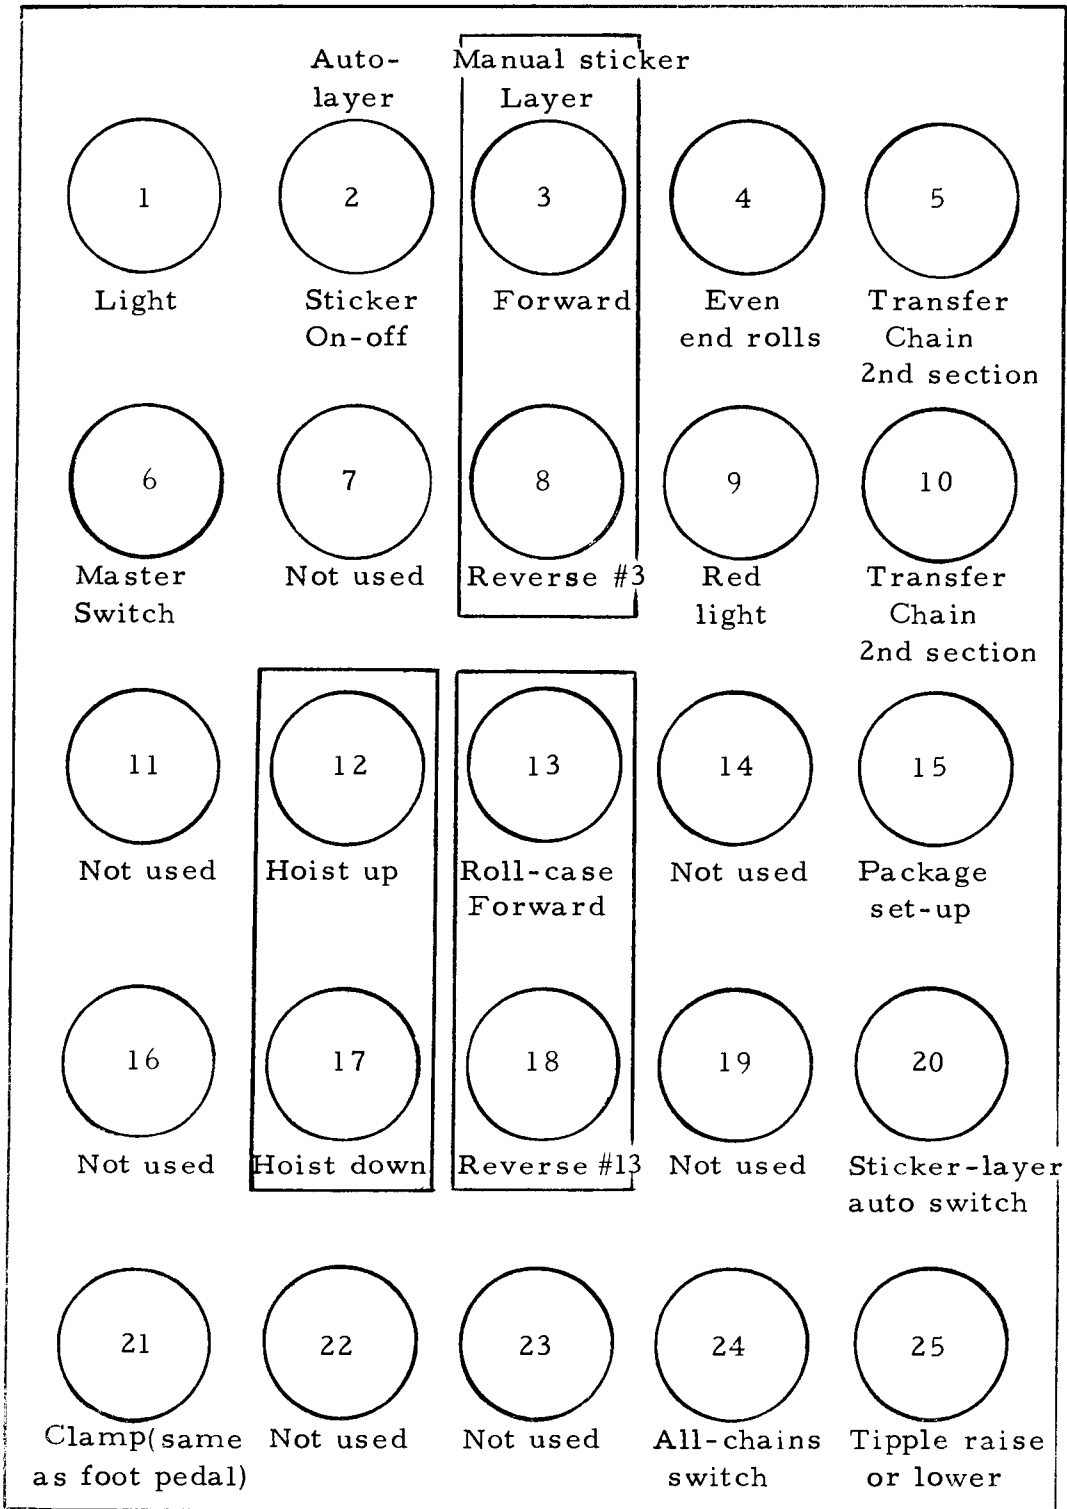 Auto- Manual sticker
layer Layer
1 2 3 4 5
Light Sticker Forward Even Transfer
On-off end rolls Chain
2nd section
6 7 8 9 10
Master Not used Reverse #3 Red Transfer
Switch light Chain
2nd section
11 12 13 14 15
Not used Hoist up Roll-case Not used Package
Forward set-up
16 17 18 19 20
Not used Hoist down Reverse #13 Not used Sticker-layer
auto switch
21 22 23 24 25
Clamp(same Not used Not used All-chains Tipple raise
as foot pedal) switch or lower